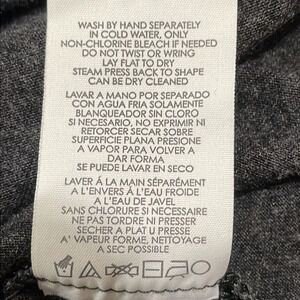 WASH BY HAND SEPARATELY
IN COLD WATER, ONLY
NON-CHLORINE BLEACH IF NEEDED
DO NOT TWIST OR WRING
LAY FLAT TO DRY
STEAM PRESS BACK TO SHAPE
CAN BE DRY CLEANED
LAVAR A MANO POR SEPARADO
CON AGUA FRIA SOLAMENTE
BLANQUEADOR SIN CLORO
SI NECESARIO, NO EXPRIMIR NI
RETORCER SECAR SOBRE
SUPERFICIE PLANA PRESIONE
A VAPOR PARA VOLVER A
DAR FORMA
SE PUEDE LAVAR EN SECO
LAVER Á LA MAIN SÉPARÉMENT
A L'ENVERS Á L'EAU FROIDE
A L'EAU DE JAVEL
SANS CHLORURE SI NECESSAIRE
NE PAS TORDRE NI PRESSER
SECHER A PLAT U PRESSE
A' VAPEUR FORME, NETTOYAGE
A SEC POSSIBLE